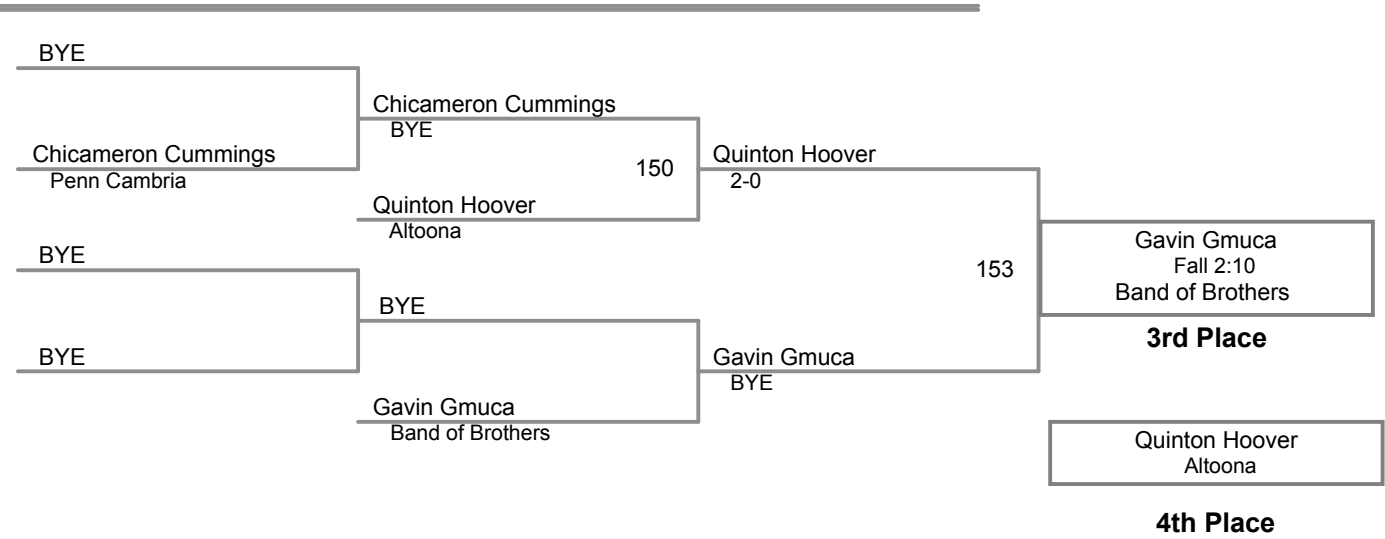 BYE
Chicameron Cummings
BYE
Chicameron Cummings
Penn Cambria
150
Quinton Hoover
2-0
Quinton Hoover
Altoona
Gavin Gmuca
Fall 2:10
Band of Brothers
BYE
153
BYE
3rd Place
BYE
Gavin Gmuca
BYE
Gavin Gmuca
Band of Brothers
Quinton Hoover
Altoona
4th Place